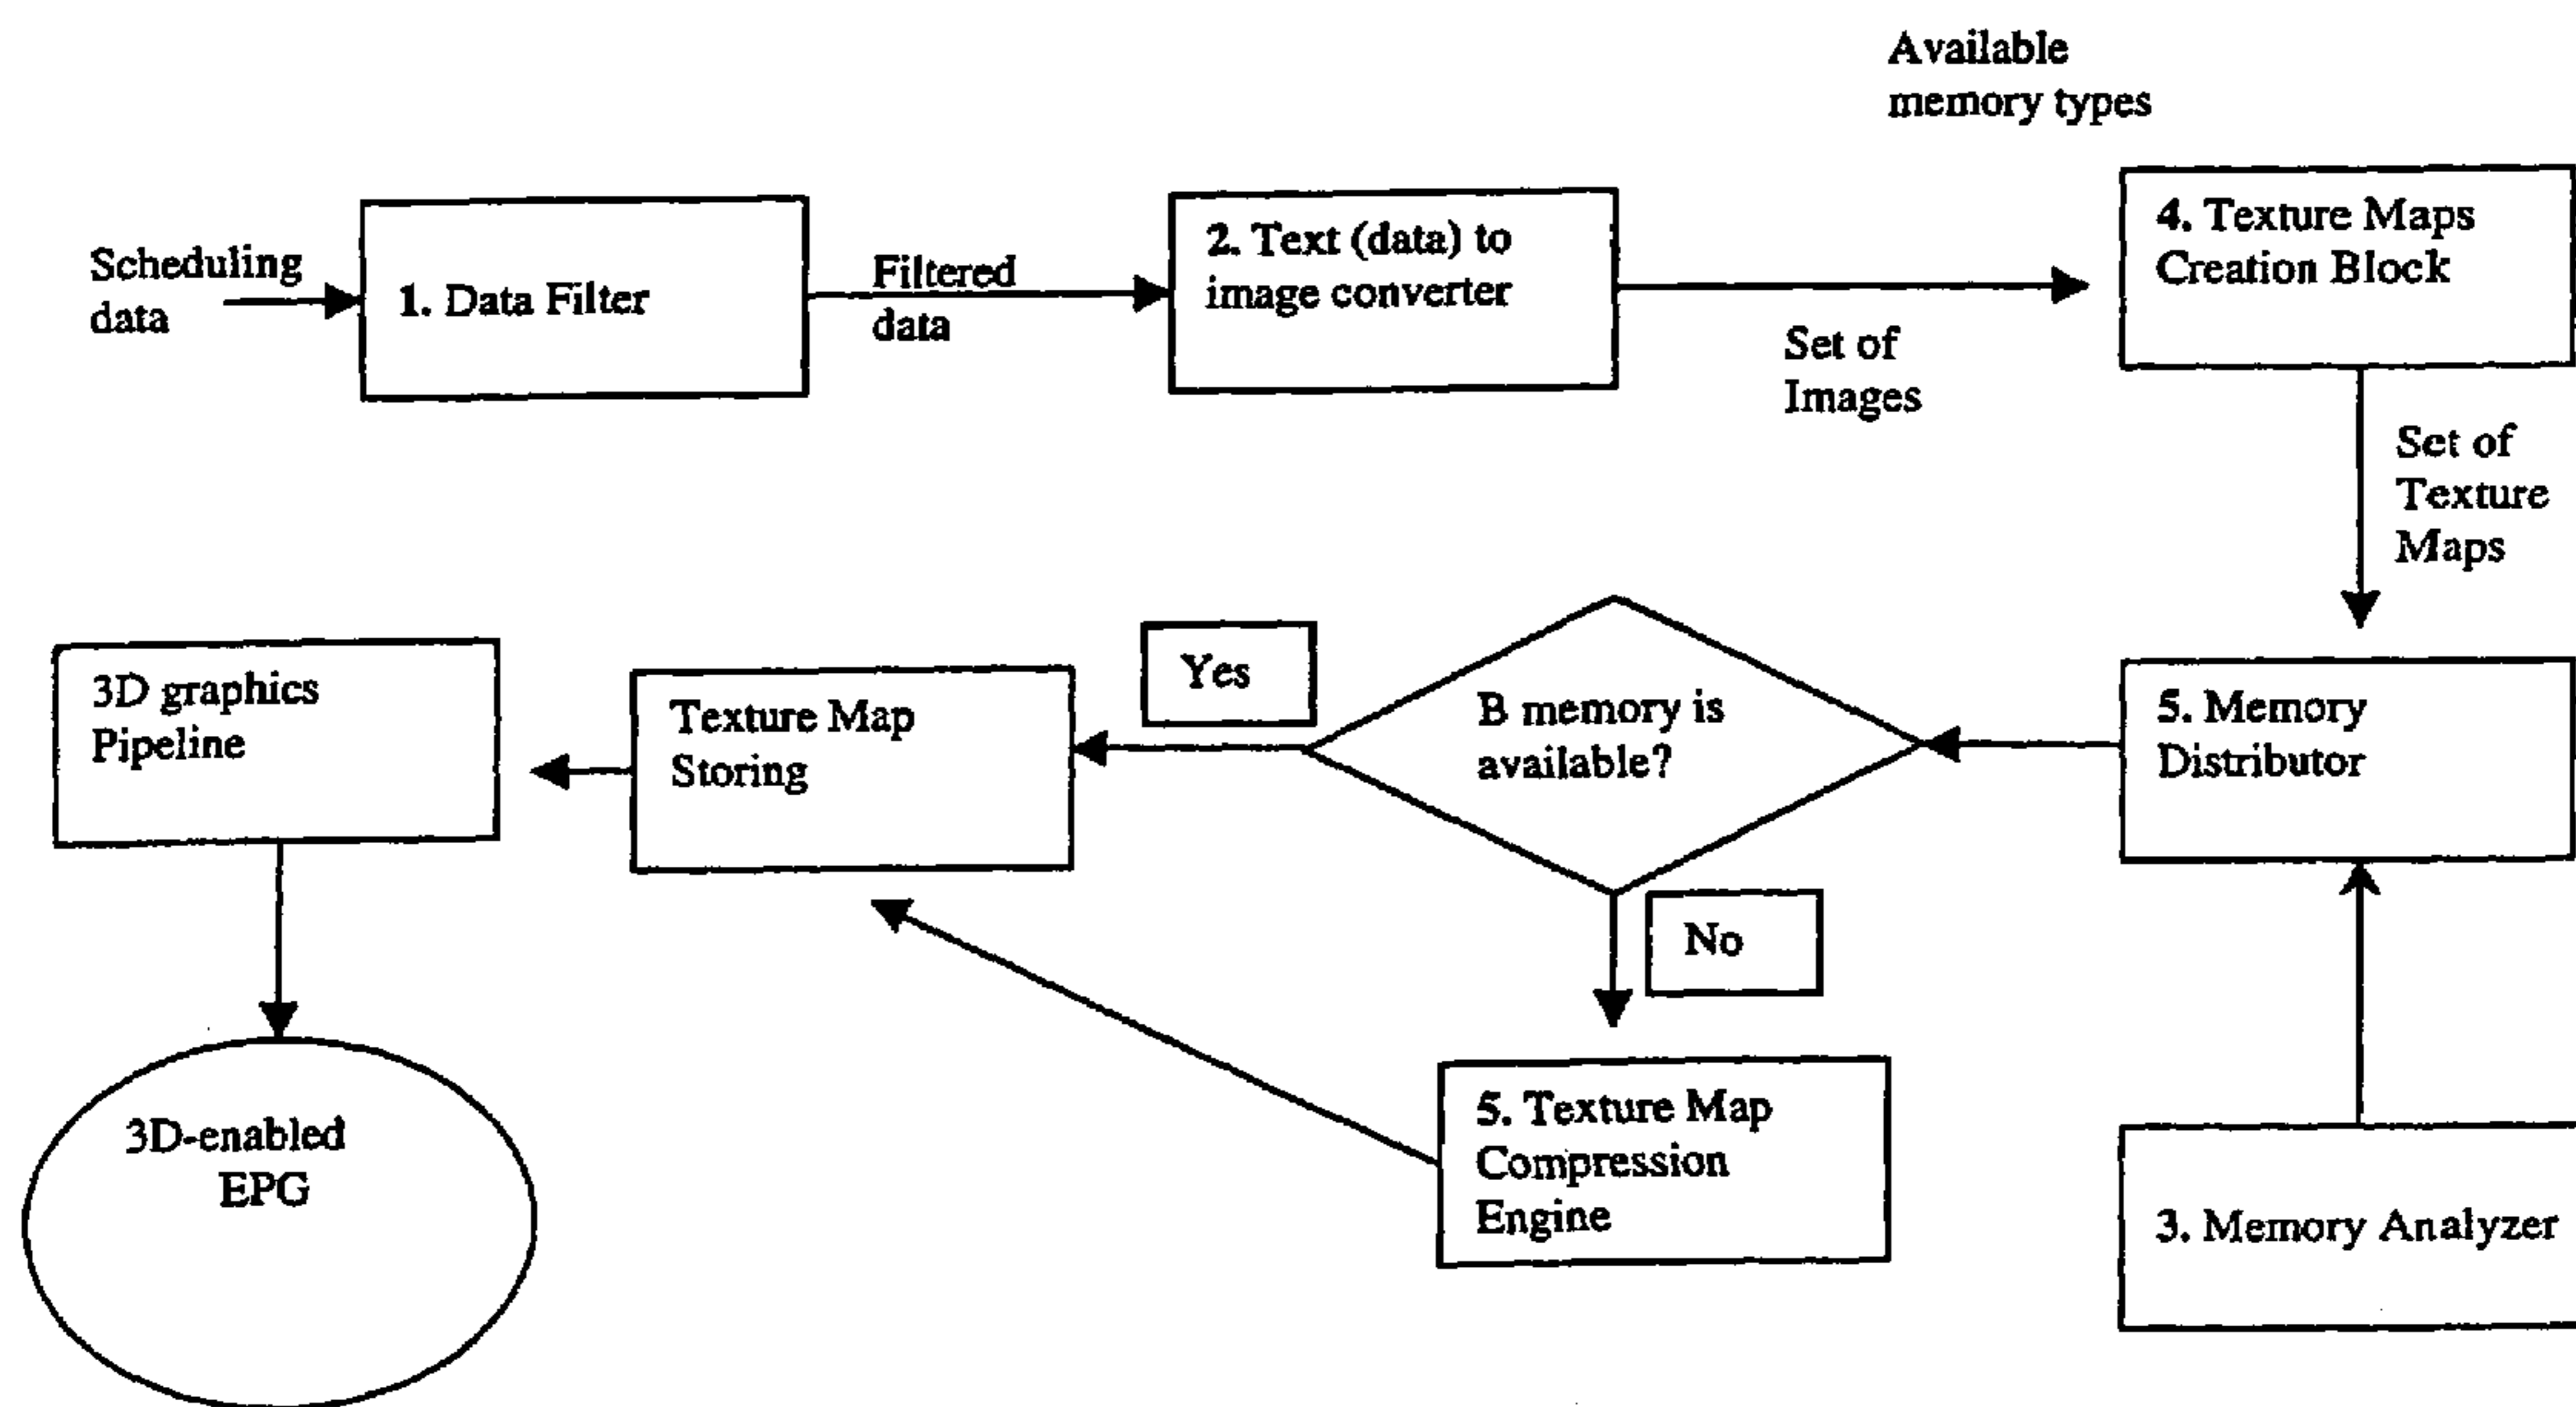 Available
memory types
Scheduling
data
1. Data Filter
Filtered
data
2. Text (data) to
image converter
Set of
Images
4. Texture Maps
Creation Block
Set of
Texture
Maps
3D graphics
Pipeline
Texture Map
Storing
Yes
B memory is
available?
5. Memory
Distributor
No
3D-enabled
EPG
5. Texture Map
Compression
Engine
3. Memory Analyzer